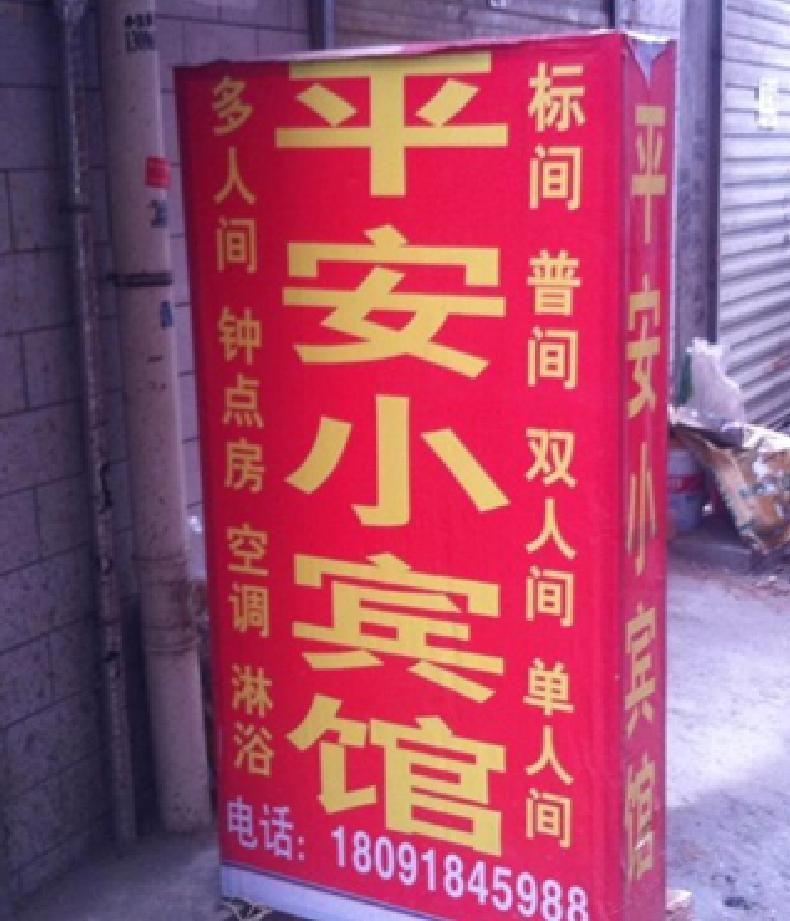 标间 普间 双人间 单人间
平安小宾馆
多人间 钟点房 空调 淋浴
电话: 18091845988
平安小宾馆